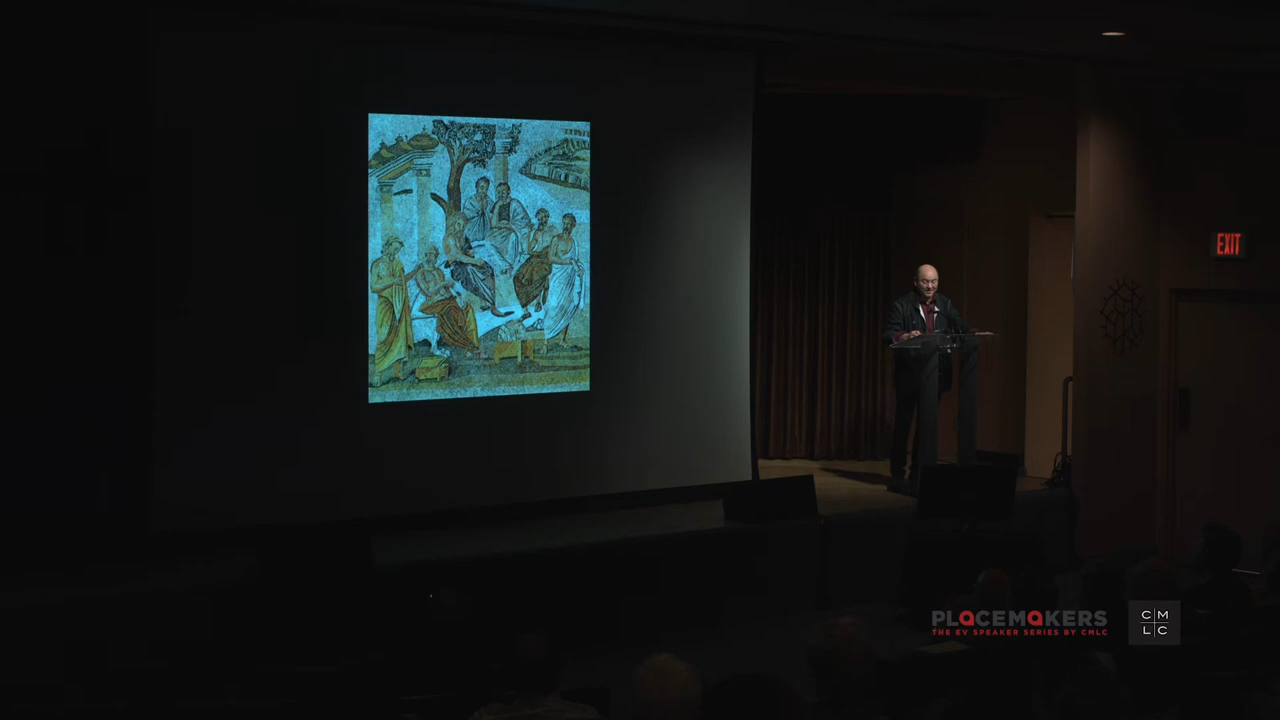 EXIT
PLACEMAKERS
THE EV SPEAKER SERIES BY CMLC
CM
LC